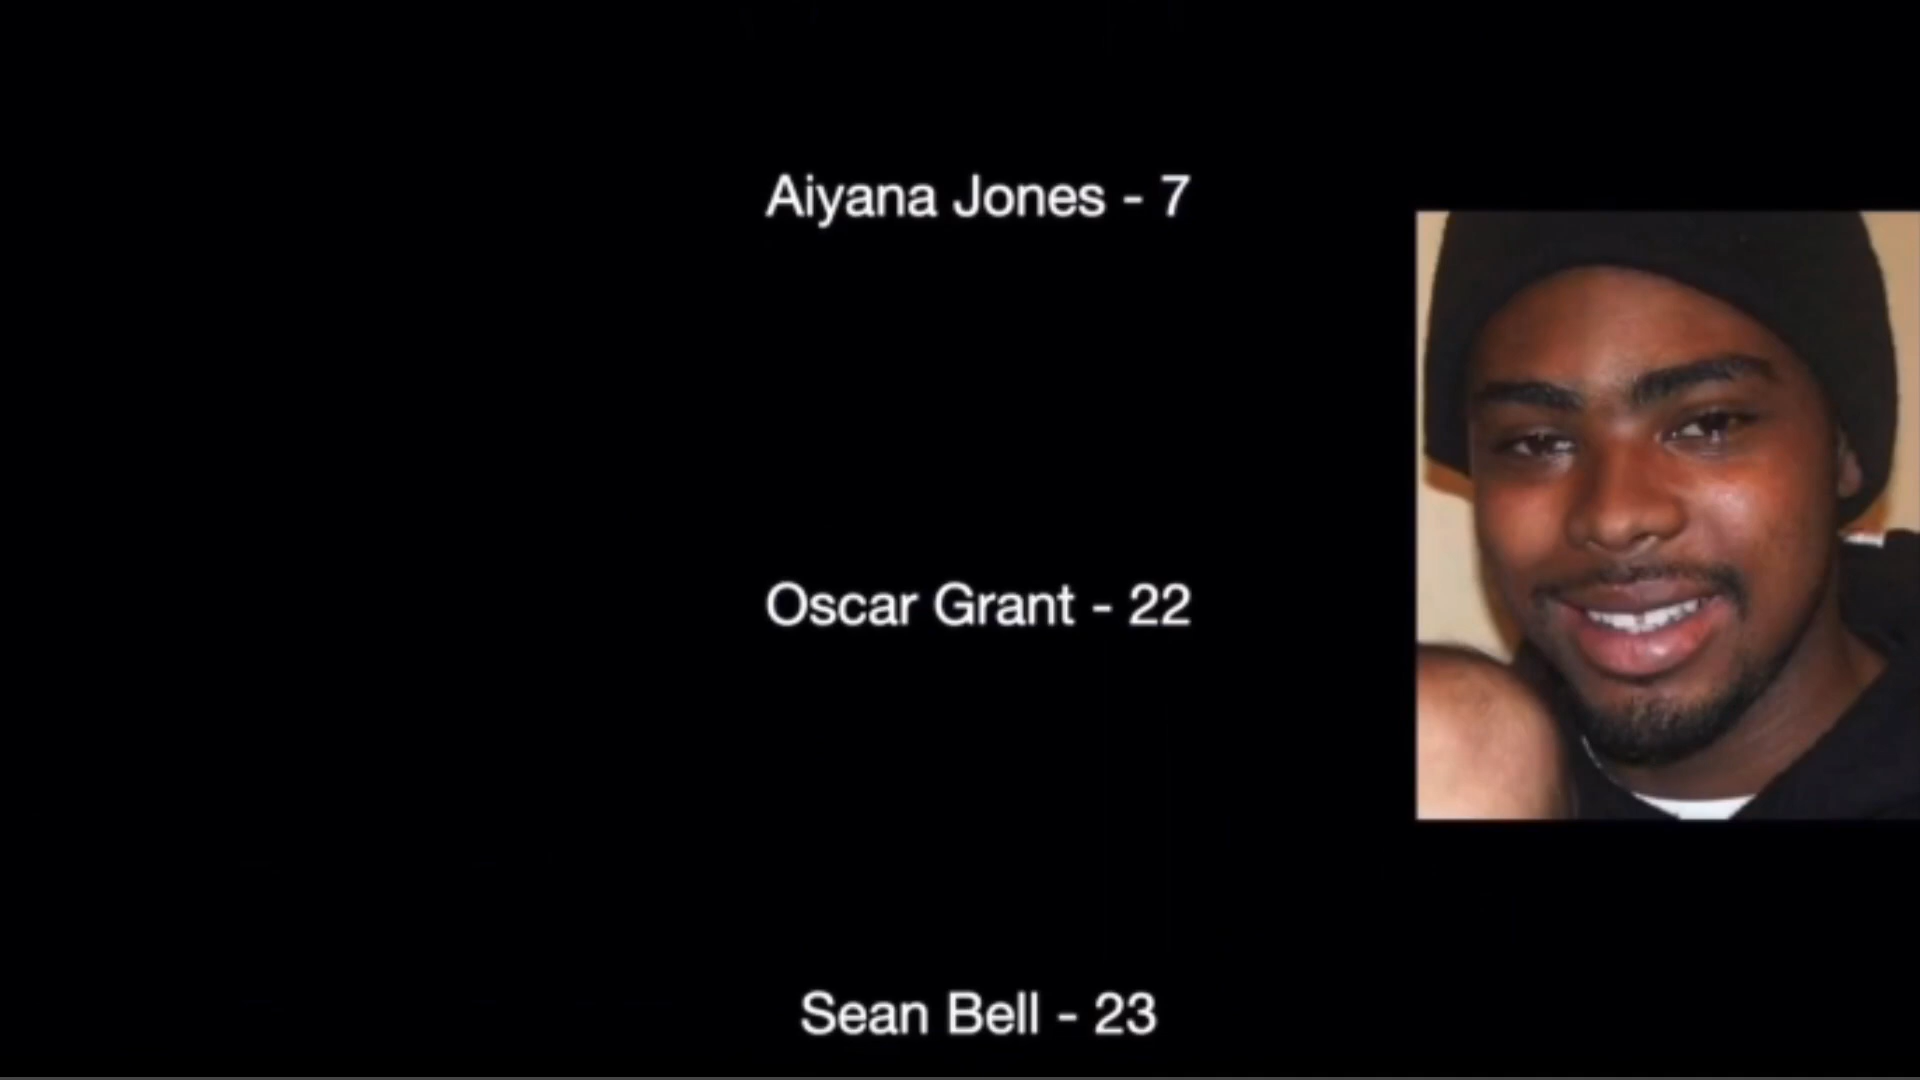 Aiyana Jones - 7
Oscar Grant - 22
Sean Bell - 23